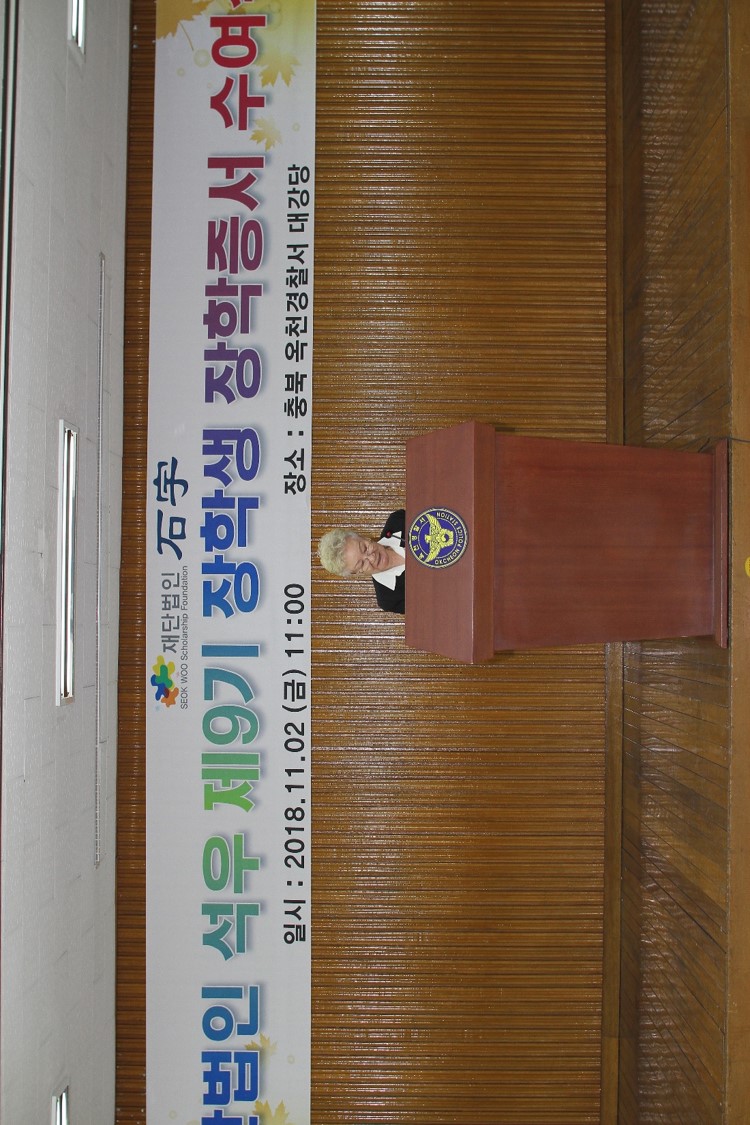 재단법인 石宇
SEOK WOO Scholarship Foundation
단법인 석우 제9기 장학생 장학증서 수여
일시 : 2018.11.02 (금) 11:00 장소 : 충북 옥천경찰서 대강당
옥천경찰서
OKCHEON POLICE STATION